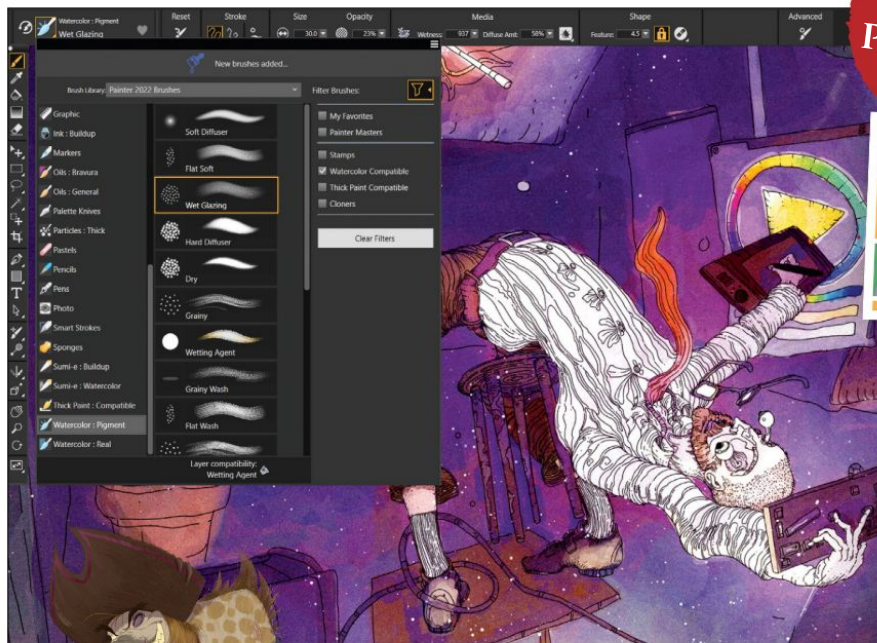 Watercolor : Pigment
Wet Glazing
Reset
Stroke
Size
30.0
Opacity
23%
Media
Wetness: 937
Diffuse Amt: 58%
Shape
Feature: 4.5
Advanced
P
New brushes added...
Brush Library: Painter 2022 Brushes
Filter Brushes:
Graphic
Ink : Buildup
Markers
Oils : Bravura
Oils : General
Palette Knives
Particles : Thick
Pastels
Pencils
Pens
Photo
Smart Strokes
Sponges
Sumi-e : Buildup
Sumi-e : Watercolor
Thick Paint : Compatible
Watercolor : Pigment
Watercolor : Real
Soft Diffuser
Flat Soft
Wet Glazing
Hard Diffuser
Dry
Grainy
Wetting Agent
Grainy Wash
Flat Wash
My Favorites
Painter Masters
Stamps
Watercolor Compatible
Thick Paint Compatible
Cloners
Clear Filters
Layer compatibility:
Wetting Agent
T